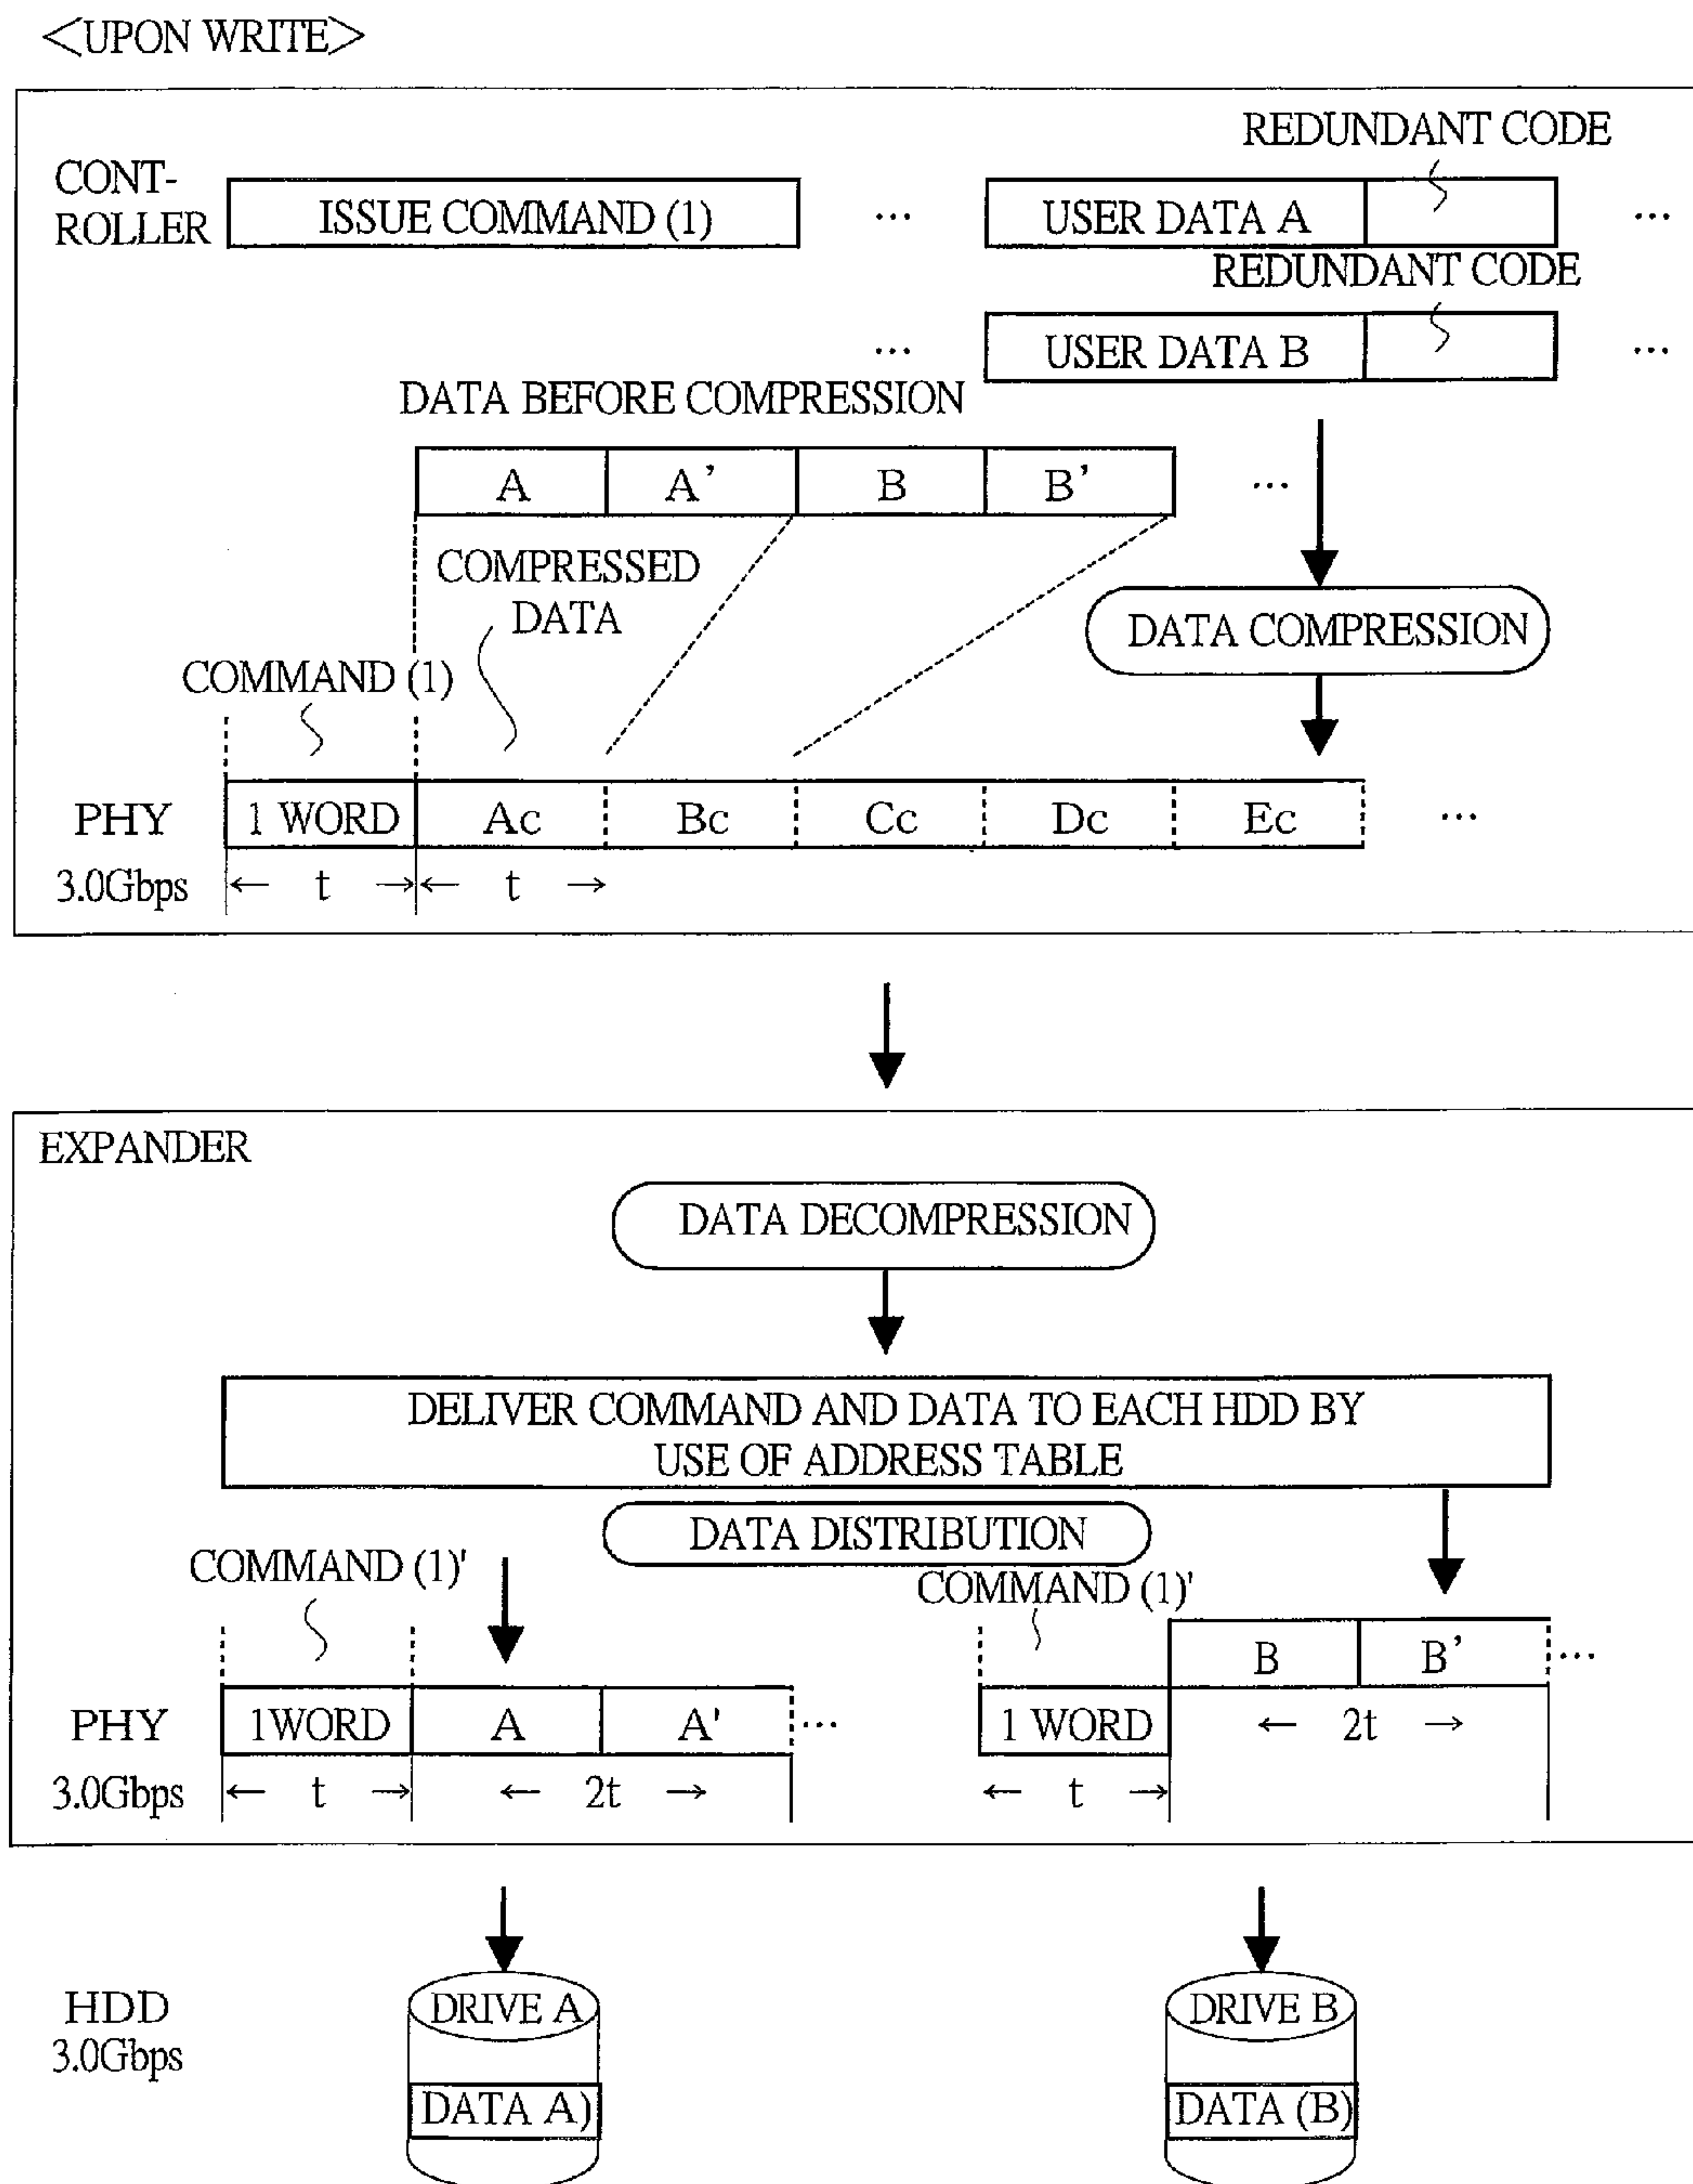 <UPON WRITE>
REDUNDANT CODE
CONT-
ROLLER
ISSUE COMMAND (1)
...
USER DATA A
...
REDUNDANT CODE
...
USER DATA B
...
DATA BEFORE COMPRESSION
A
A’
B
B’
...
COMPRESSED
DATA
DATA COMPRESSION
COMMAND (1)
PHY
1 WORD
Ac
Bc
Cc
Dc
Ec
...
3.0Gbps
← t →
← t →
EXPANDER
DATA DECOMPRESSION
DELIVER COMMAND AND DATA TO EACH HDD BY
USE OF ADDRESS TABLE
DATA DISTRIBUTION
COMMAND (1)'
COMMAND (1)'
B
B’
...
PHY
1WORD
A
A'
...
1 WORD
← 2t →
3.0Gbps
← t →
← 2t →
← t →
HDD
3.0Gbps
DRIVE A
DRIVE B
DATA A)
DATA (B)